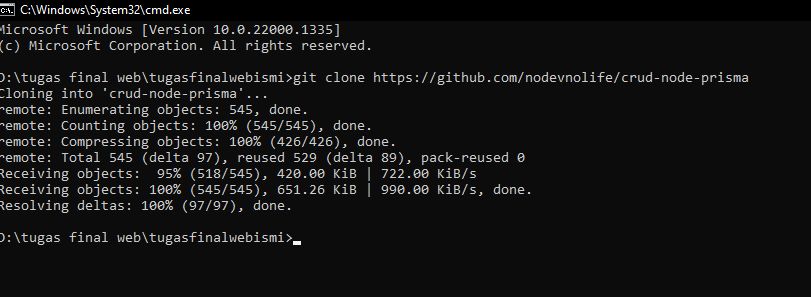 C:\Windows\System32\cmd.exe
Microsoft Windows [Version 10.0.22000.1335]
(c) Microsoft Corporation. All rights reserved.
D:\tugas final web\tugasfinalwebismi>git clone https://github.com/nodevnolife/crud-node-prisma
Cloning into 'crud-node-prisma'...
remote: Enumerating objects: 545, done.
remote: Counting objects: 100% (545/545), done.
remote: Compressing objects: 100% (426/426), done.
remote: Total 545 (delta 97), reused 529 (delta 89), pack-reused 0
Receiving objects:  95% (518/545), 420.00 KiB | 722.00 KiB/s
Receiving objects: 100% (545/545), 651.26 KiB | 990.00 KiB/s, done.
Resolving deltas: 100% (97/97), done.
D:\tugas final web\tugasfinalwebismi>